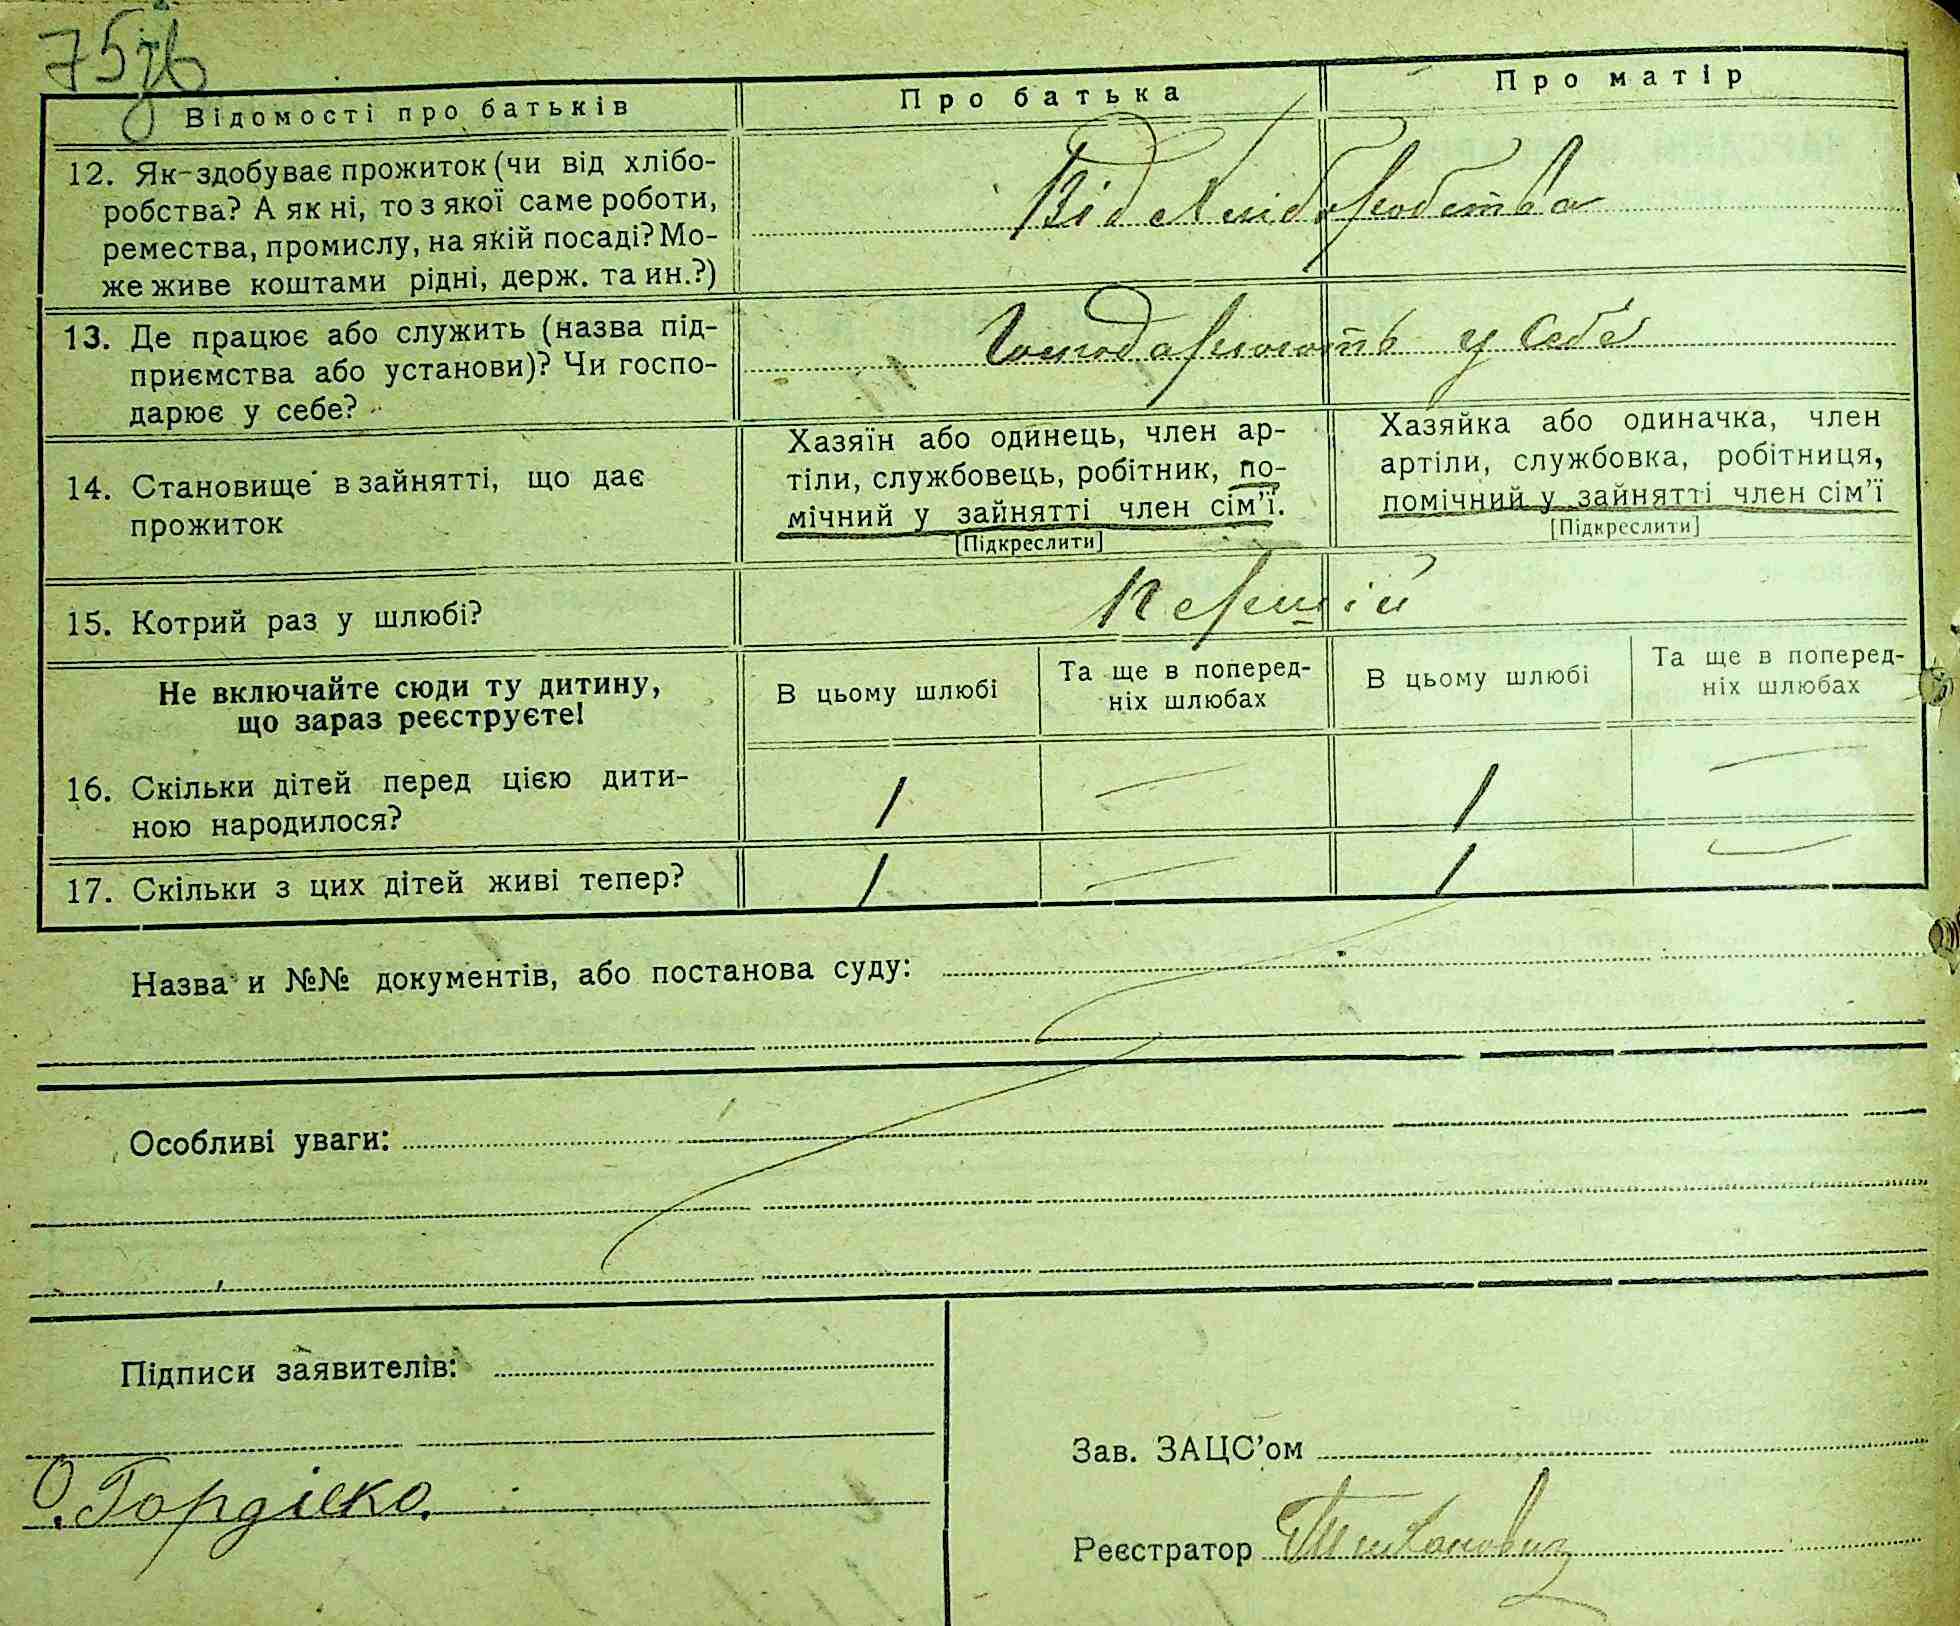 75зв
Відомості про батьків
Про батька
Про матір
12. Як здобуває прожиток (чи від хлібо-
робства? А як ні, то з якої саме роботи,
ремества, промислу, на якій посаді? Мо-
же живе коштами рідні, держ. та ин.?)
Від хліборобства
13. Де працює або служить (назва під-
приємства або установи)? Чи госпо-
дарює у себе?
Господарюють у себе
14. Становище в зайнятті, що дає
прожиток
Хазяїн або одинець, член ар-
тіли, службовець, робітник, по-
мічний у зайнятті член сім'ї.
[Підкреслити]
Хазяйка або одиначка, член
артіли, службовка, робітниця,
помічний у зайнятті член сім'ї
[Підкреслити]
15. Котрий раз у шлюбі?
Перший
Не включайте сюди ту дитину,
що зараз реєструєте!
В цьому шлюбі
Та ще в поперед-
ніх шлюбах
В цьому шлюбі
Та ще в поперед-
ніх шлюбах
16. Скільки дітей перед цією дити-
ною народилося?
1 — 1 —
17. Скільки з цих дітей живі тепер?
1 — 1 —
Назва и №№ документів, або постанова суду:
Особливі уваги:
Підписи заявителів:
О. Гордієко.
Зав. ЗАЦС'ом
Реєстратор